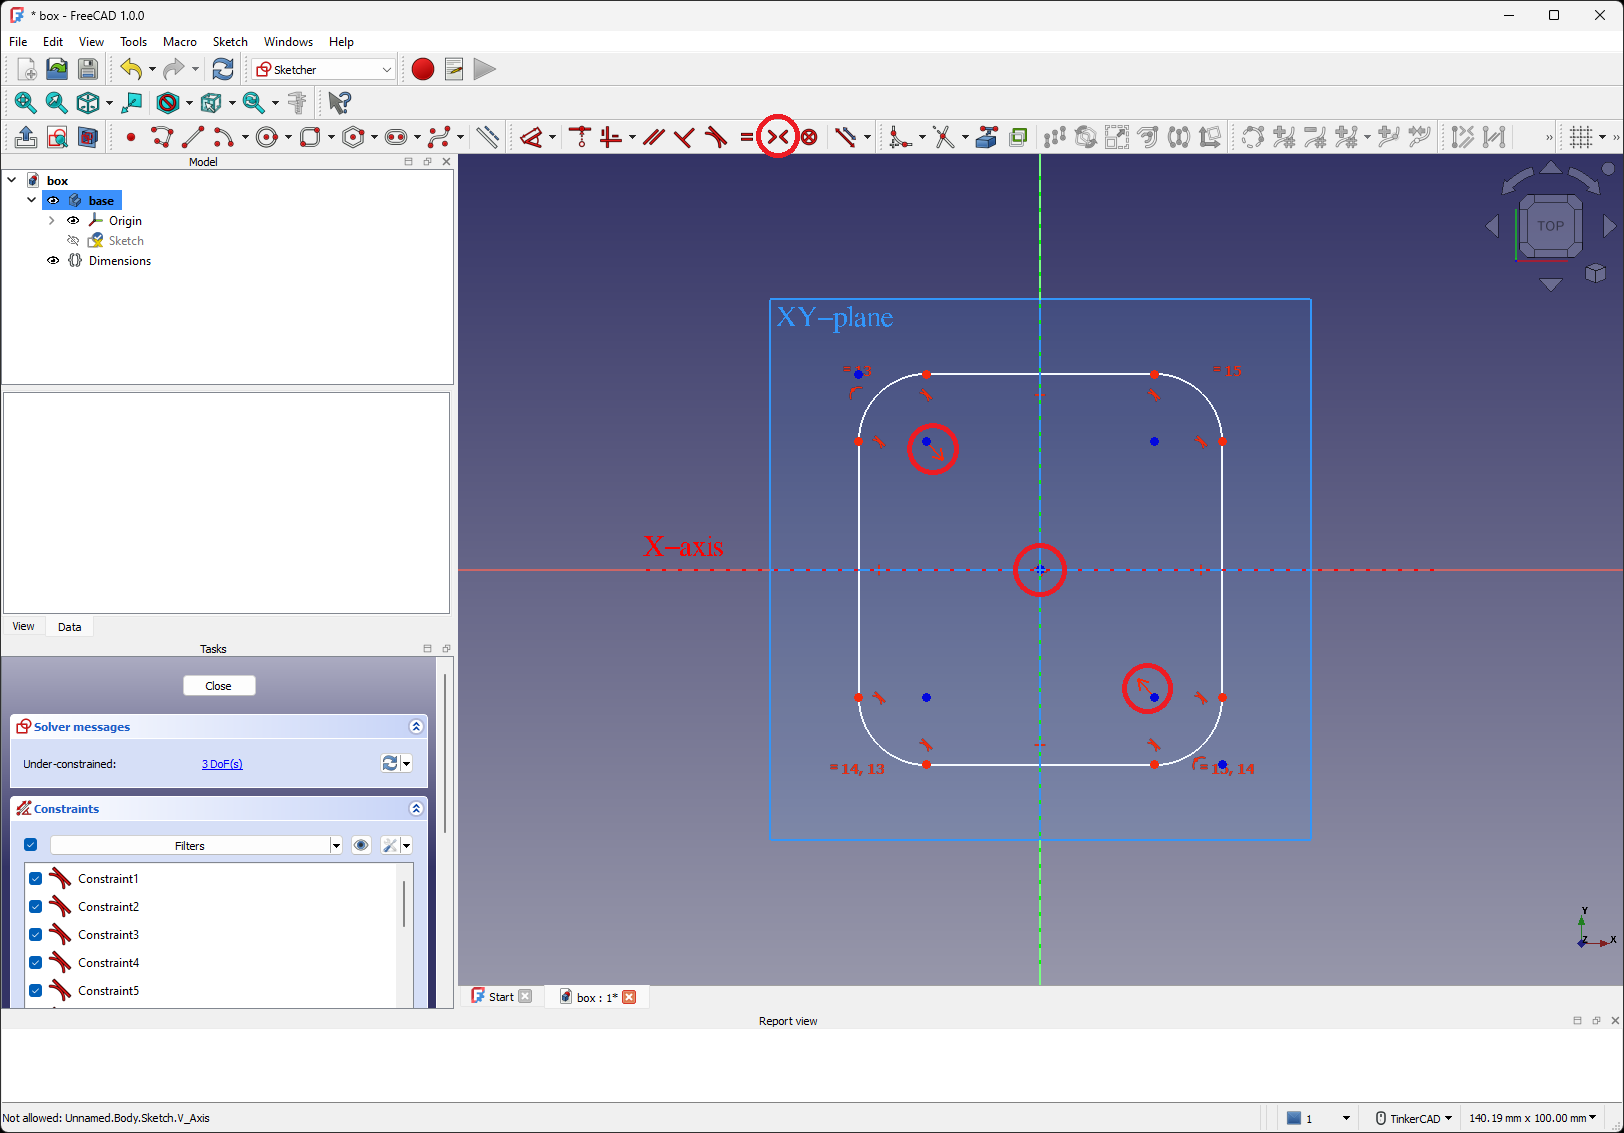 * box - FreeCAD 1.0.0
File Edit View Tools Macro Sketch Windows Help
Sketcher
Model
box
base
Origin
Sketch
Dimensions
View Data
Tasks
Close
Solver messages
Under-constrained: 3 DoF(s)
Constraints
Filters
Constraint1
Constraint2
Constraint3
Constraint4
Constraint5
TOP
XY-plane
=15
X-axis
=14, 13
=15, 14
Y
Z
X
Start
box : 1*
Report view
Not allowed: Unnamed.Body.Sketch.V_Axis
1
TinkerCAD
140.19 mm x 100.00 mm